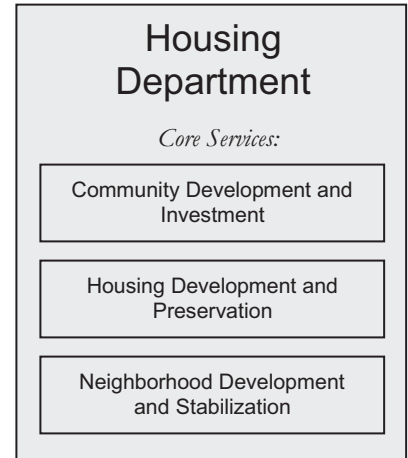 Housing
Department
Core Services:
Community Development and
Investment
Housing Development and
Preservation
Neighborhood Development
and Stabilization